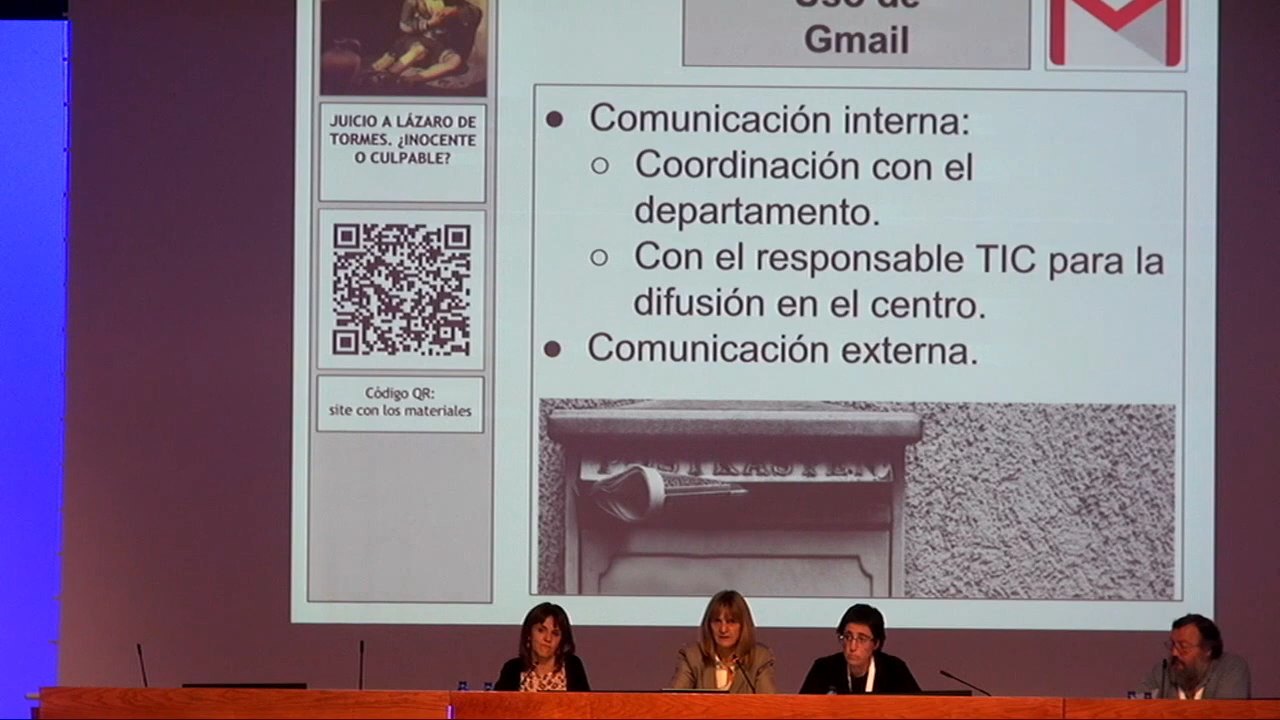 Uso de
Gmail
JUICIO A LÁZARO DE
TORMES. ¿INOCENTE
O CULPABLE?
Código QR:
site con los materiales
● Comunicación interna:
○ Coordinación con el
departamento.
○ Con el responsable TIC para la
difusión en el centro.
● Comunicación externa.
POSTKASTEN